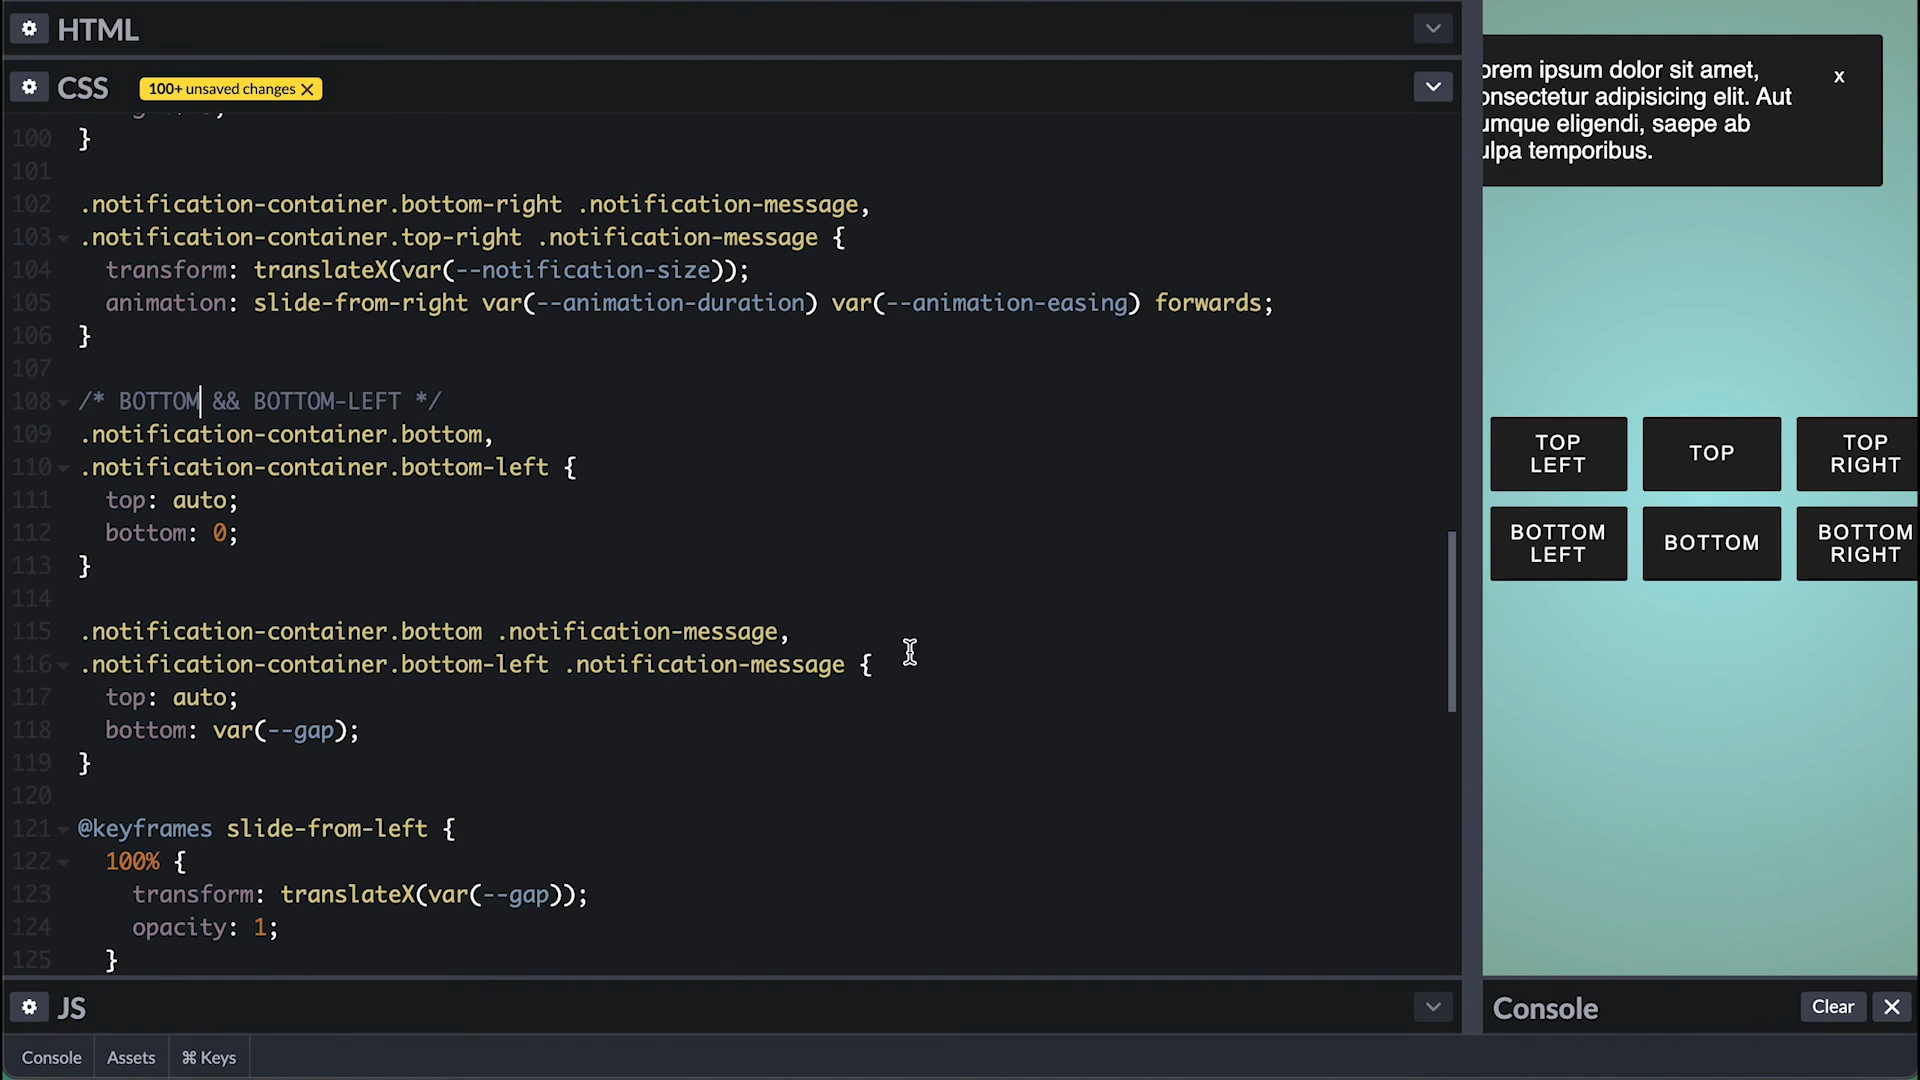 HTML
CSS
100+ unsaved changes
100 }
101
102 .notification-container.bottom-right .notification-message,
103 .notification-container.top-right .notification-message {
104 transform: translateX(var(--notification-size));
105 animation: slide-from-right var(--animation-duration) var(--animation-easing) forwards;
106 }
107
108 /* BOTTOM && BOTTOM-LEFT */
109 .notification-container.bottom,
110 .notification-container.bottom-left {
111 top: auto;
112 bottom: 0;
113 }
114
115 .notification-container.bottom .notification-message,
116 .notification-container.bottom-left .notification-message {
117 top: auto;
118 bottom: var(--gap);
119 }
120
121 @keyframes slide-from-left {
122 100% {
123 transform: translateX(var(--gap));
124 opacity: 1;
125 }
JS
Console Assets ⌘ Keys
orem ipsum dolor sit amet,
onsectetur adipisicing elit. Aut
umque eligendi, saepe ab
ulpa temporibus.
x
TOP
LEFT
TOP
TOP
RIGHT
BOTTOM
LEFT
BOTTOM
BOTTOM
RIGHT
Console
Clear